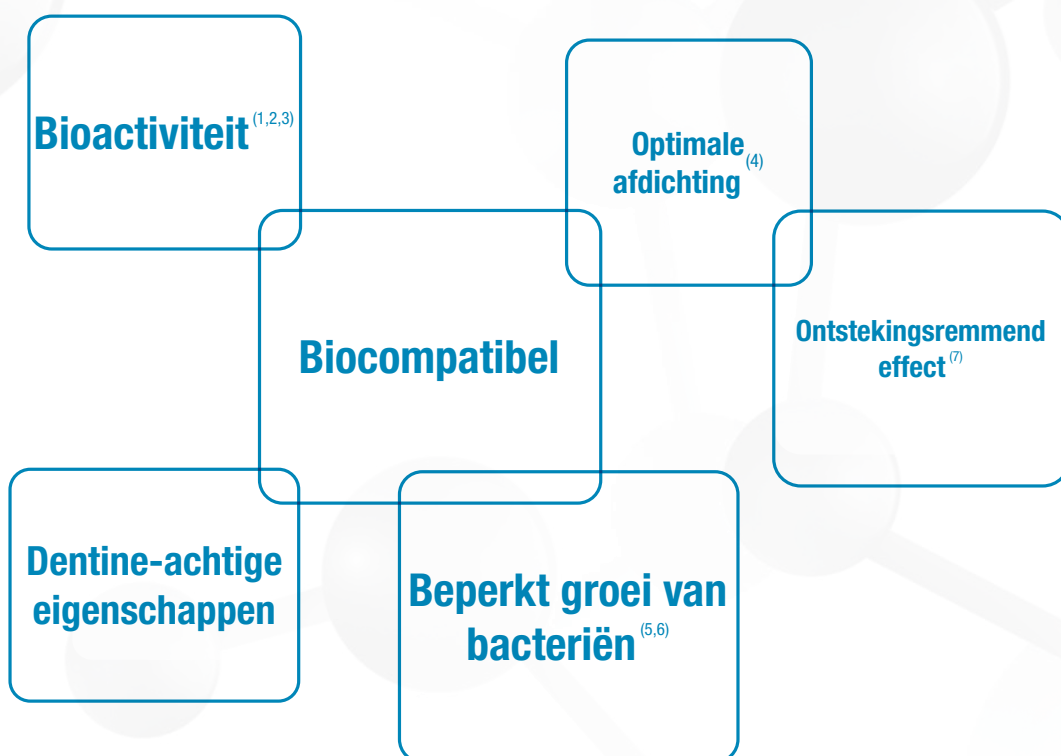 Bioactiviteit (1,2,3)
Optimale
afdichting (4)
Biocompatibel
Ontstekingsremmend
effect (7)
Dentine-achtige
eigenschappen
Beperkt groei van
bacteriën (5,6)